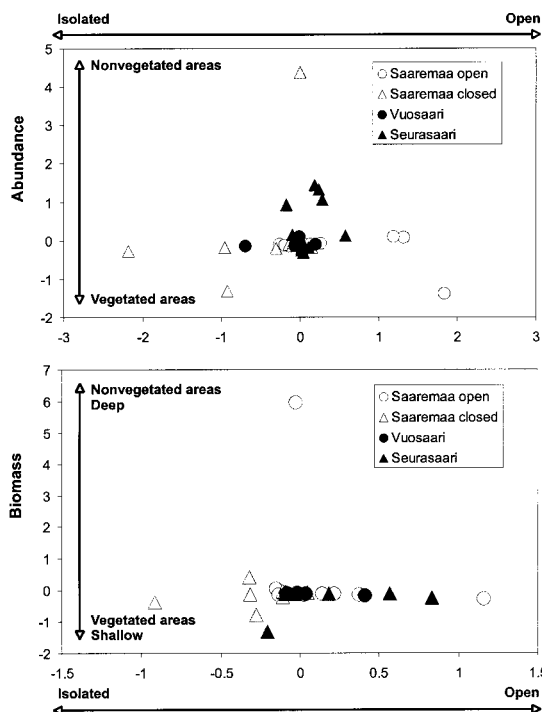 Isolated Open
5
Nonvegetated areas
Saaremaa open
4
Saaremaa closed
Vuosaari
3
Seurasaari
2
1
0
-1
Vegetated areas
-2
-3 -2 -1 0 1 2 3
Abundance
7
Nonvegetated areas
Deep
Saaremaa open
6
Saaremaa closed
5
Vuosaari
4
Seurasaari
3
2
1
0
-1
Vegetated areas
Shallow
-2
-1.5 -1 -0.5 0 0.5 1 1.5
Biomass
Isolated Open